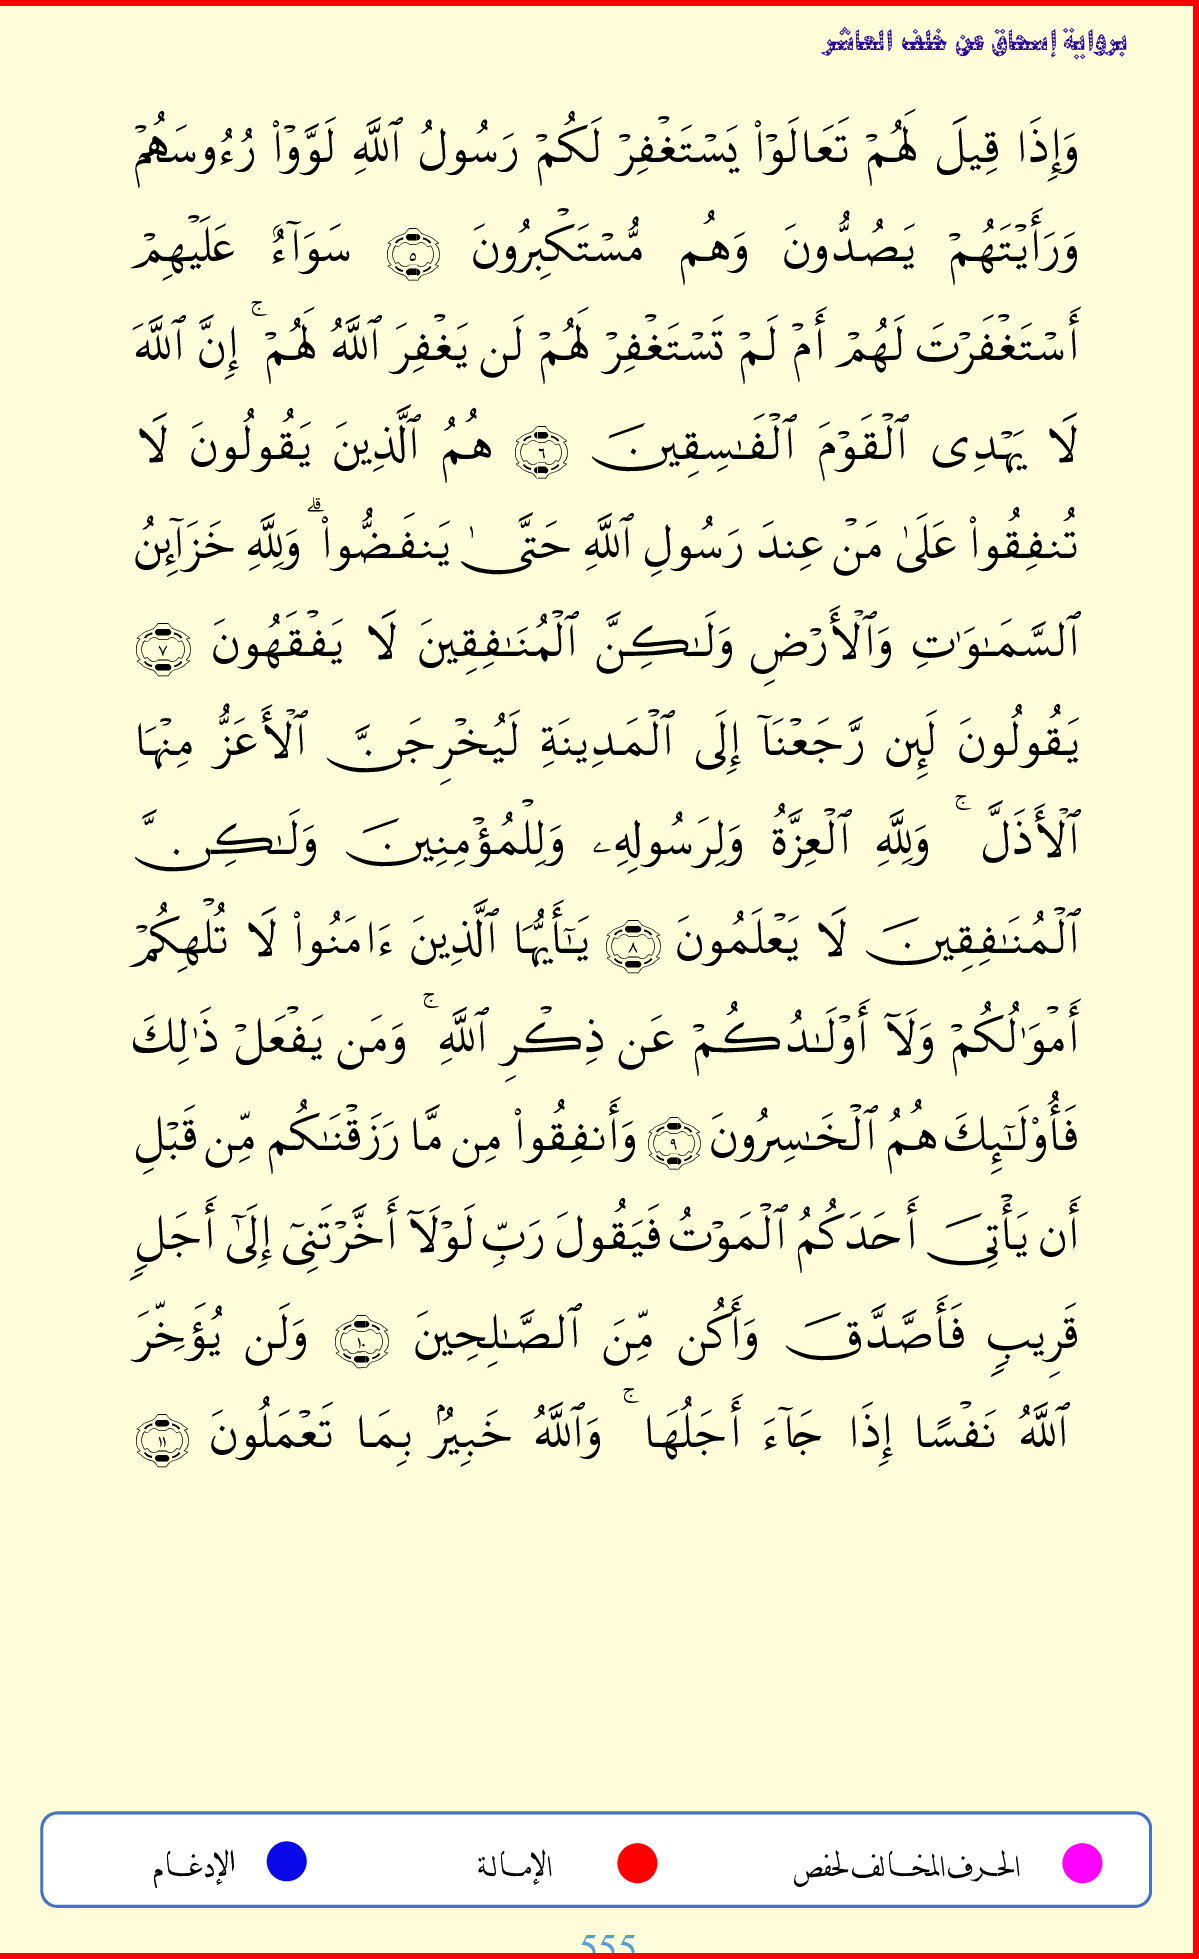 برواية إسحاق عن خلف العاشر
وَإِذَا قِيلَ لَهُمْ تَعَالَوْا۟ يَسْتَغْفِرْ لَكُمْ رَسُولُ ٱللَّهِ لَوَّوْا۟ رُءُوسَهُمْ
وَرَأَيْتَهُمْ يَصُدُّونَ وَهُم مُّسْتَكْبِرُونَ ٥ سَوَآءٌ عَلَيْهِمْ
أَسْتَغْفَرْتَ لَهُمْ أَمْ لَمْ تَسْتَغْفِرْ لَهُمْ لَن يَغْفِرَ ٱللَّهُ لَهُمْ ۚ إِنَّ ٱللَّهَ
لَا يَهْدِى ٱلْقَوْمَ ٱلْفَـٰسِقِينَ ٦ هُمُ ٱلَّذِينَ يَقُولُونَ لَا
تُنفِقُوا۟ عَلَىٰ مَنْ عِندَ رَسُولِ ٱللَّهِ حَتَّىٰ يَنفَضُّوا۟ ۗ وَلِلَّهِ خَزَآئِنُ
ٱلسَّمَـٰوَٰتِ وَٱلْأَرْضِ وَلَـٰكِنَّ ٱلْمُنَـٰفِقِينَ لَا يَفْقَهُونَ ٧
يَقُولُونَ لَئِن رَّجَعْنَآ إِلَى ٱلْمَدِينَةِ لَيُخْرِجَنَّ ٱلْأَعَزُّ مِنْهَا
ٱلْأَذَلَّ ۚ وَلِلَّهِ ٱلْعِزَّةُ وَلِرَسُولِهِۦ وَلِلْمُؤْمِنِينَ وَلَـٰكِنَّ
ٱلْمُنَـٰفِقِينَ لَا يَعْلَمُونَ ٨ يَـٰٓأَيُّهَا ٱلَّذِينَ ءَامَنُوا۟ لَا تُلْهِكُمْ
أَمْوَٰلُكُمْ وَلَآ أَوْلَـٰدُكُمْ عَن ذِكْرِ ٱللَّهِ ۚ وَمَن يَفْعَلْ ذَٰلِكَ
فَأُو۟لَـٰٓئِكَ هُمُ ٱلْخَـٰسِرُونَ ٩ وَأَنفِقُوا۟ مِن مَّا رَزَقْنَـٰكُم مِّن قَبْلِ
أَن يَأْتِىَ أَحَدَكُمُ ٱلْمَوْتُ فَيَقُولَ رَبِّ لَوْلَآ أَخَّرْتَنِىٓ إِلَىٰٓ أَجَلٍ
قَرِيبٍ فَأَصَّدَّقَ وَأَكُن مِّنَ ٱلصَّـٰلِحِينَ ١٠ وَلَن يُؤَخِّرَ
ٱللَّهُ نَفْسًا إِذَا جَآءَ أَجَلُهَا ۚ وَٱللَّهُ خَبِيرٌۢ بِمَا تَعْمَلُونَ ١١
الحرف المخالف لحفص الإمالة الإدغام
555